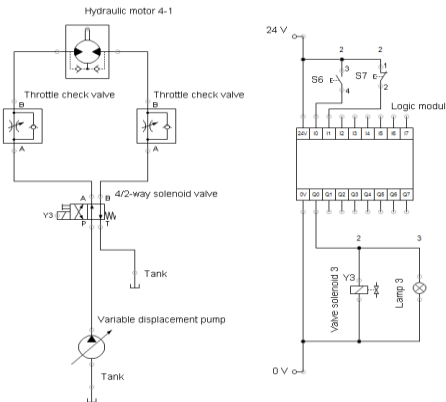 Hydraulic motor 4-1
Throttle check valve
Throttle check valve
B
B
A
A
4/2-way solenoid valve
A B
Y3
P T
Tank
Variable displacement pump
Tank
24 V
2 2
S6 3 S7 1
4 2
Logic modul
24V I0 I1 I2 I3 I4 I5 I6 I7
0V Q0 Q1 Q2 Q3 Q4 Q5 Q6 Q7
2 3
Y3
Valve solenoid 3
Lamp 3
0 V